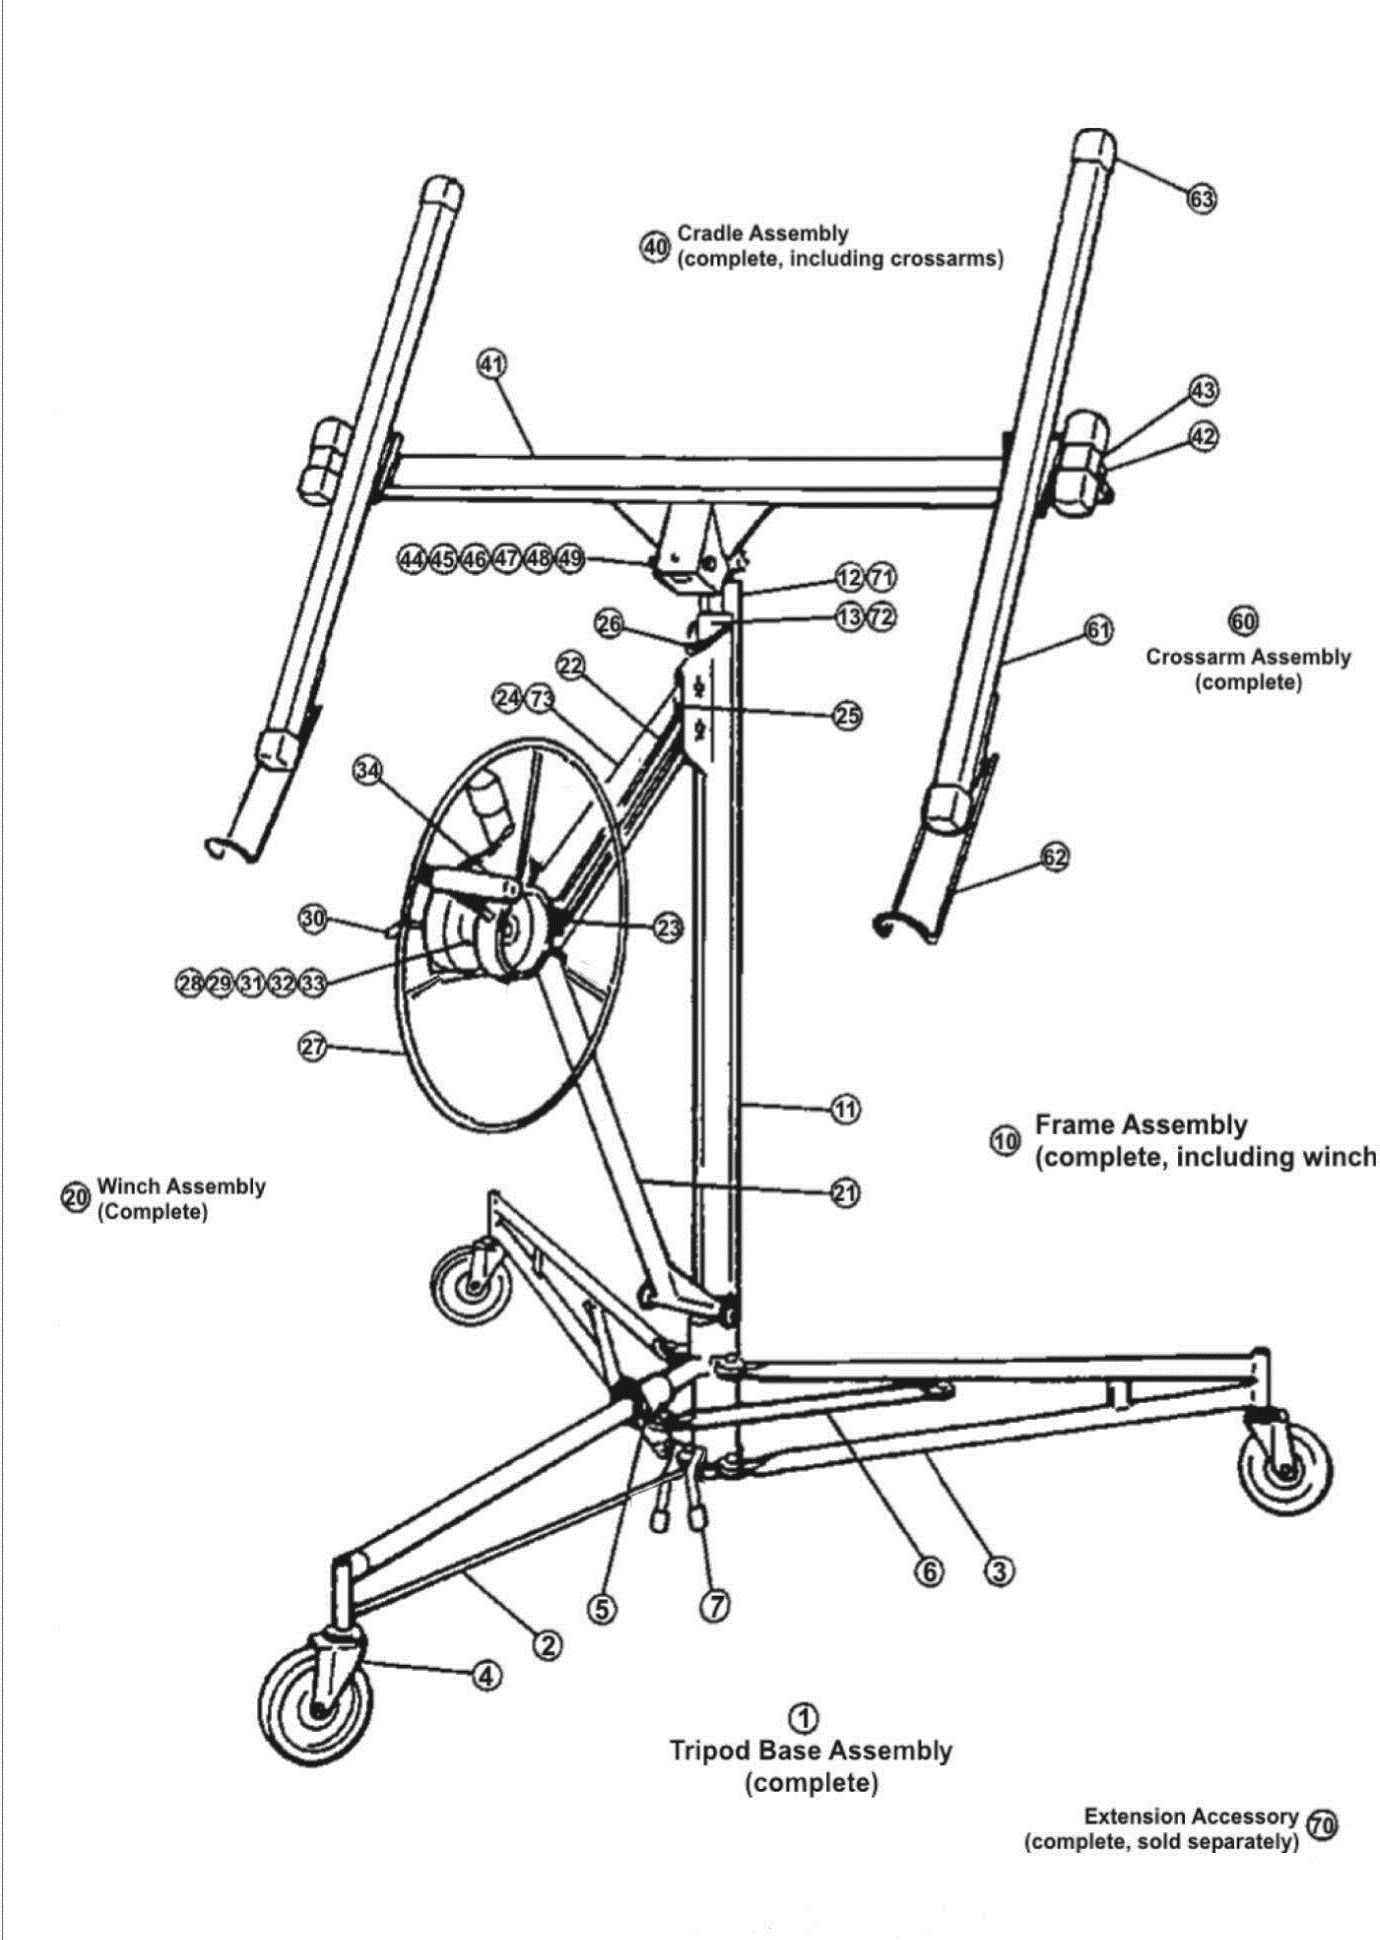 63
40 Cradle Assembly
(complete, including crossarms)
41
43
42
44 45 46 47 48 49
12 71
13 72
26
61
60
Crossarm Assembly
(complete)
22
24 73
25
34
62
30
23
28 29 31 32 33
27
11
10 Frame Assembly
(complete, including winch
20 Winch Assembly
(Complete)
21
6
3
5
7
2
4
1
Tripod Base Assembly
(complete)
Extension Accessory 70
(complete, sold separately)